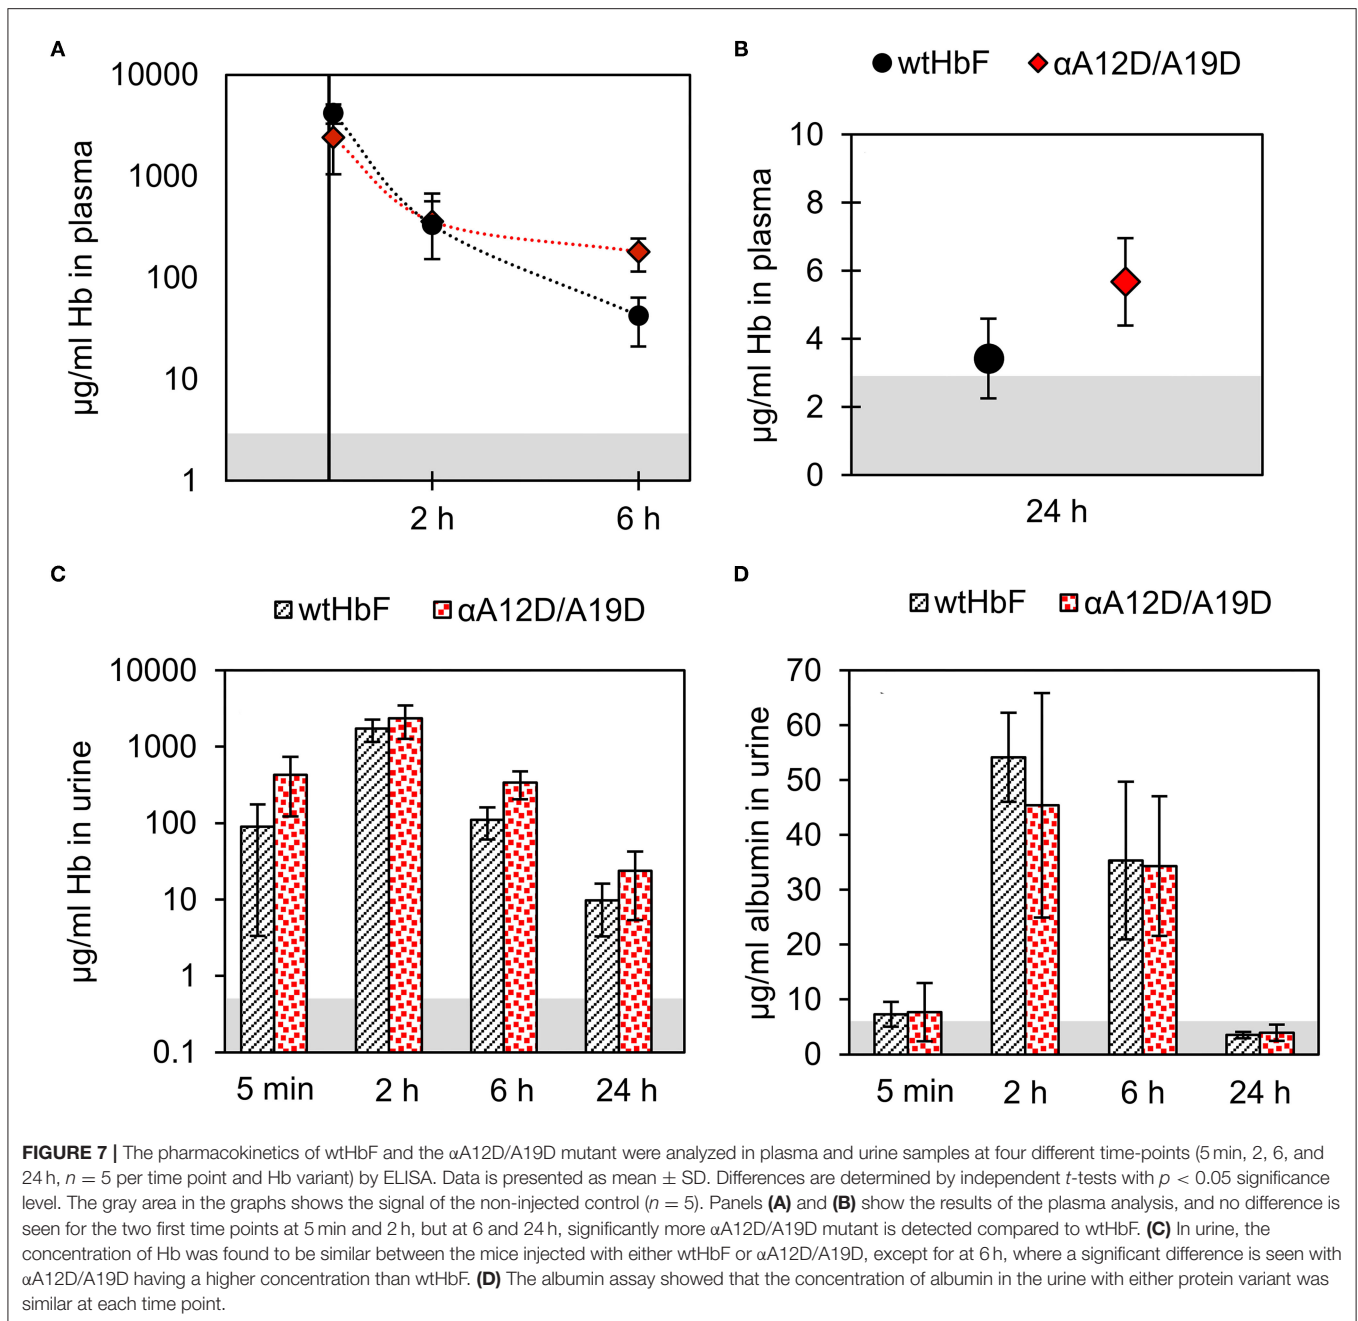 A
10000
1000
100
10
1
µg/ml Hb in plasma
2 h
6 h
B
wtHbF
αA12D/A19D
10
8
6
4
2
0
µg/ml Hb in plasma
24 h
C
wtHbF
αA12D/A19D
10000
1000
100
10
1
0.1
µg/ml Hb in urine
5 min
2 h
6 h
24 h
D
wtHbF
αA12D/A19D
70
60
50
40
30
20
10
0
µg/ml albumin in urine
5 min
2 h
6 h
24 h
FIGURE 7 | The pharmacokinetics of wtHbF and the αA12D/A19D mutant were analyzed in plasma and urine samples at four different time-points (5 min, 2, 6, and
24 h, n = 5 per time point and Hb variant) by ELISA. Data is presented as mean ± SD. Differences are determined by independent t-tests with p < 0.05 significance
level. The gray area in the graphs shows the signal of the non-injected control (n = 5). Panels (A) and (B) show the results of the plasma analysis, and no difference is
seen for the two first time points at 5 min and 2 h, but at 6 and 24 h, significantly more αA12D/A19D mutant is detected compared to wtHbF. (C) In urine, the
concentration of Hb was found to be similar between the mice injected with either wtHbF or αA12D/A19D, except for at 6 h, where a significant difference is seen with
αA12D/A19D having a higher concentration than wtHbF. (D) The albumin assay showed that the concentration of albumin in the urine with either protein variant was
similar at each time point.